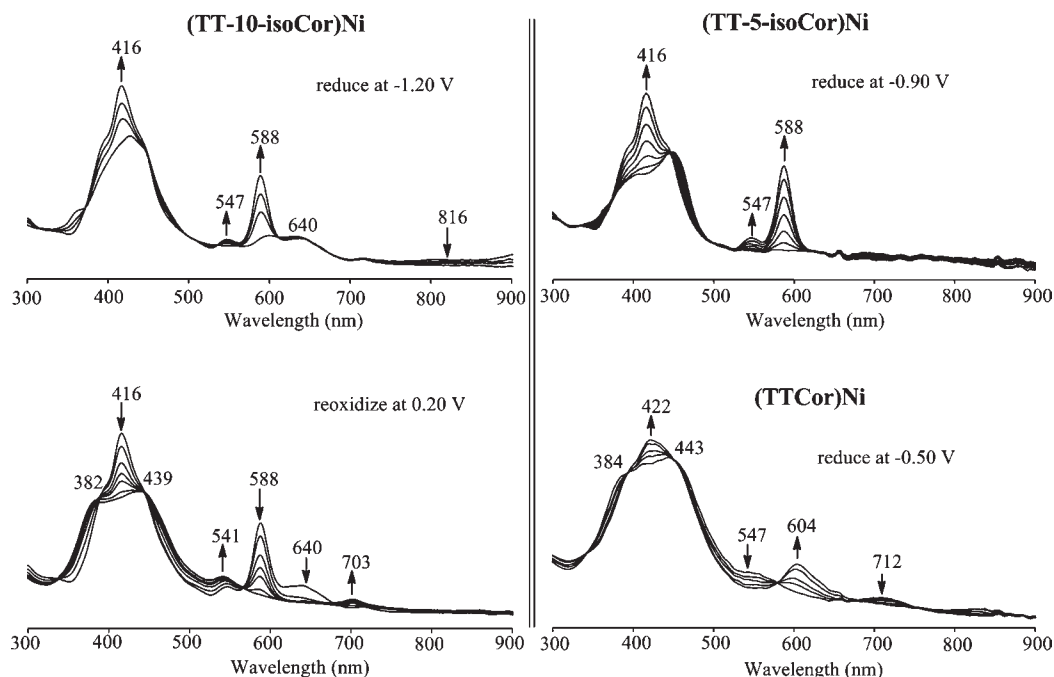 (TT-10-isoCor)Ni
416
reduce at -1.20 V
588
547
640
816
300 400 500 600 700 800 900
Wavelength (nm)
(TT-5-isoCor)Ni
416
reduce at -0.90 V
588
547
300 400 500 600 700 800 900
Wavelength (nm)
416
reoxidize at 0.20 V
382
439
588
541
640
703
300 400 500 600 700 800 900
Wavelength (nm)
(TTCor)Ni
422
384
443
reduce at -0.50 V
547
604
712
300 400 500 600 700 800 900
Wavelength (nm)